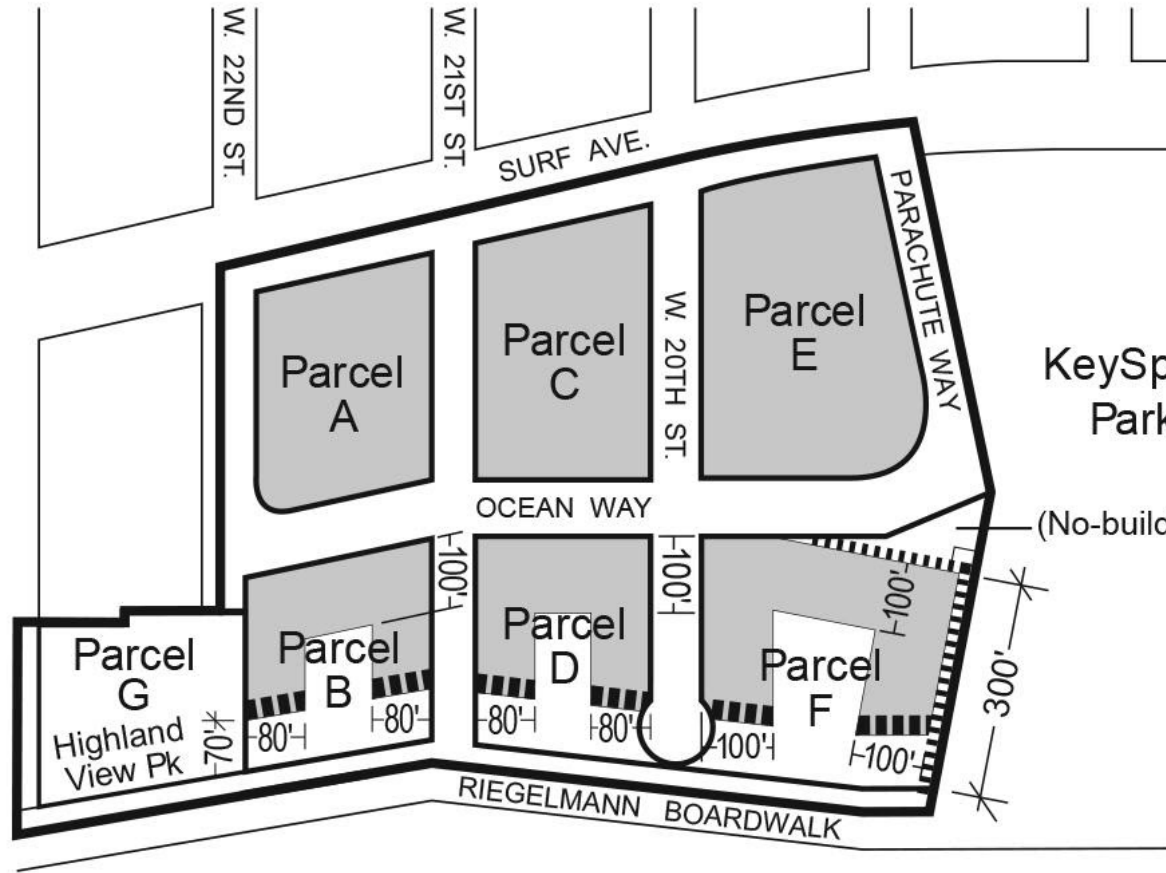 W. 22ND ST.
W. 21ST ST.
SURF AVE.
PARACHUTE WAY
Parcel
A
Parcel
C
W. 20TH ST.
Parcel
E
KeySp
Park
OCEAN WAY
(No-build
100'
100'
100'
300'
Parcel
G
Highland
View Pk
70'
Parcel
B
80'
80'
Parcel
D
80'
80'
Parcel
F
100'
100'
RIEGELMANN BOARDWALK